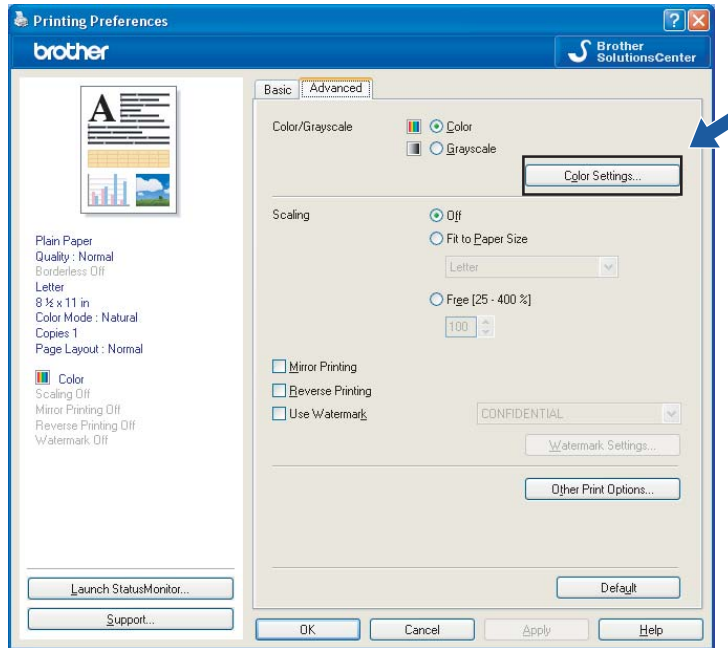 Printing Preferences
brother
Brother
SolutionsCenter
Basic
Advanced
A
Color/Grayscale
Color
Grayscale
Color Settings...
Scaling
Off
Fit to Paper Size
Letter
Free [25 - 400 %]
100
Mirror Printing
Reverse Printing
Use Watermark
CONFIDENTIAL
Watermark Settings...
Other Print Options...
Default
Plain Paper
Quality : Normal
Borderless Off
Letter
8 ½ x 11 in
Color Mode : Natural
Copies 1
Page Layout : Normal
Color
Scaling Off
Mirror Printing Off
Reverse Printing Off
Watermark Off
Launch StatusMonitor...
Support...
OK
Cancel
Apply
Help